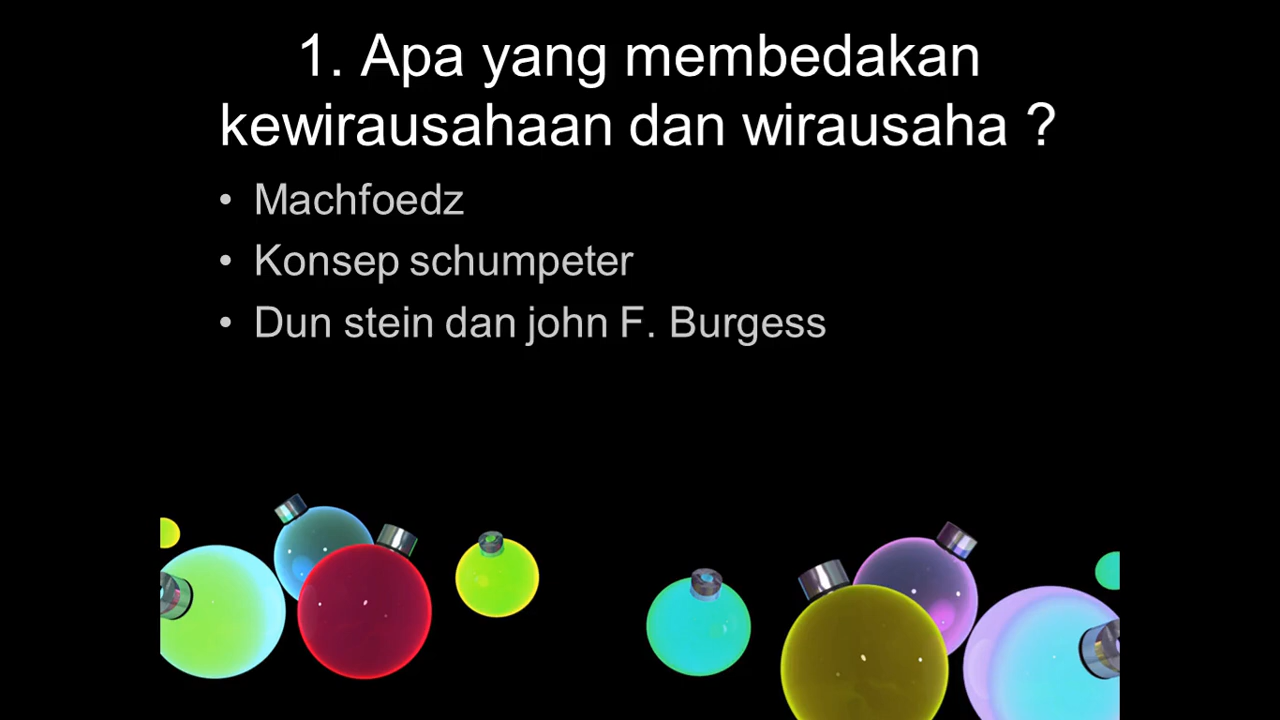 1. Apa yang membedakan
kewirausahaan dan wirausaha ?
• Machfoedz
• Konsep schumpeter
• Dun stein dan john F. Burgess